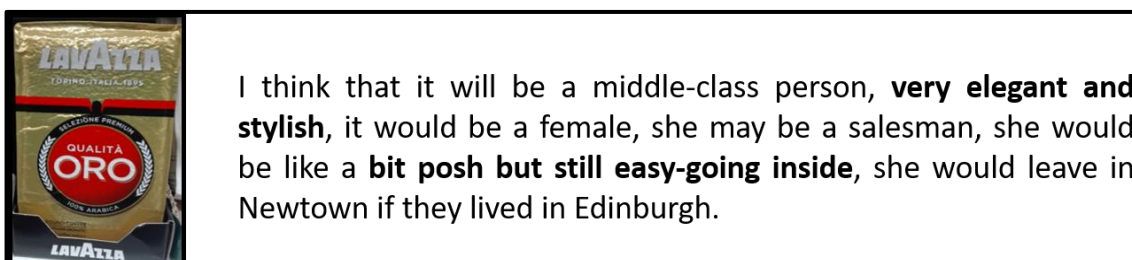 LAVAZZA
TORINO, ITALIA, 1895
SELEZIONE PREMIUM
QUALITÀ
ORO
100% ARABICA
LAVAZZA
I think that it will be a middle-class person, very elegant and
stylish, it would be a female, she may be a salesman, she would
be like a bit posh but still easy-going inside, she would leave in
Newtown if they lived in Edinburgh.